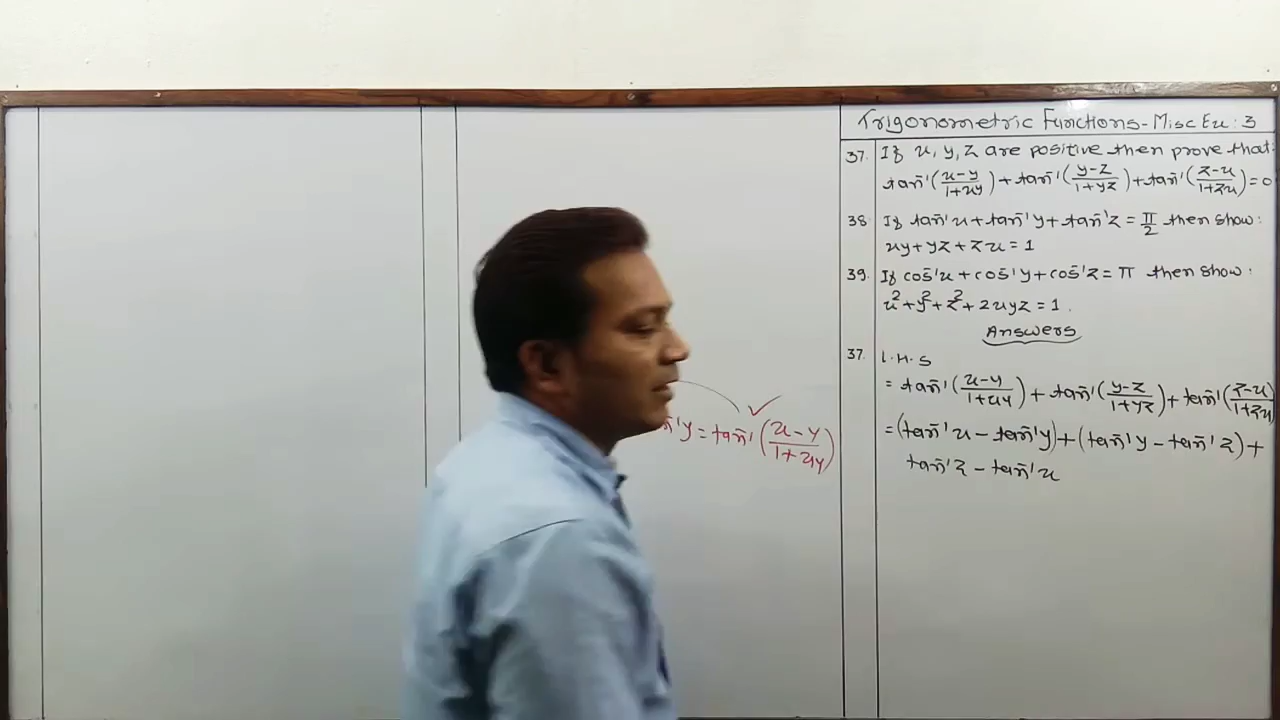 Trigonometric Functions - Misc Ex : 3
37. If x, y, z are positive then prove that:
tan⁻¹(x-y/1+xy) + tan⁻¹(y-z/1+yz) + tan⁻¹(z-x/1+zx) = 0
38. If tan⁻¹x + tan⁻¹y + tan⁻¹z = π/2 then show:
xy + yz + zx = 1
39. If cos⁻¹x + cos⁻¹y + cos⁻¹z = π then show:
x² + y² + z² + 2xyz = 1.
Answers
37. L.H.S
= tan⁻¹(x-y/1+xy) + tan⁻¹(y-z/1+yz) + tan⁻¹(z-x/1+zx)
= (tan⁻¹x - tan⁻¹y) + (tan⁻¹y - tan⁻¹z) +
tan⁻¹z - tan⁻¹x
y = tan⁻¹(x-y/1+xy)